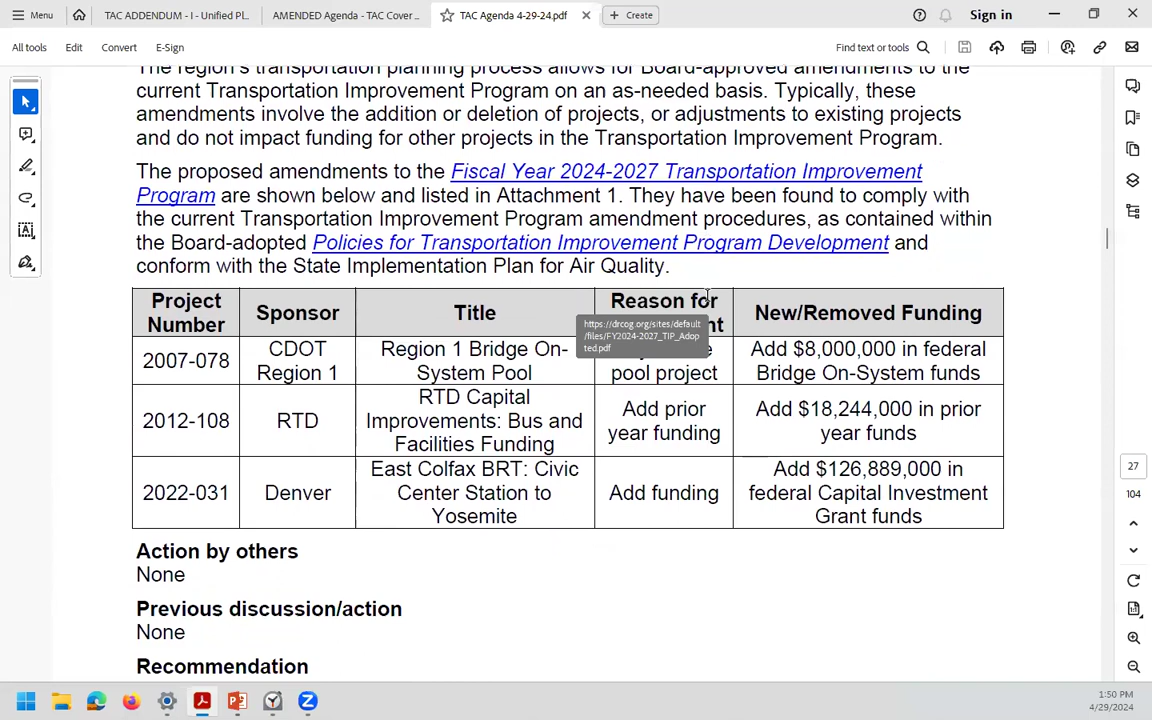 Menu
TAC ADDENDUM - I - Unified Pl...
AMENDED Agenda - TAC Cover ...
TAC Agenda 4-29-24.pdf
Create
Sign in
All tools
Edit
Convert
E-Sign
Find text or tools
The region's transportation planning process allows for Board-approved amendments to the
current Transportation Improvement Program on an as-needed basis. Typically, these
amendments involve the addition or deletion of projects, or adjustments to existing projects
and do not impact funding for other projects in the Transportation Improvement Program.
The proposed amendments to the Fiscal Year 2024-2027 Transportation Improvement
Program are shown below and listed in Attachment 1. They have been found to comply with
the current Transportation Improvement Program amendment procedures, as contained within
the Board-adopted Policies for Transportation Improvement Program Development and
conform with the State Implementation Plan for Air Quality.
Project
Number
Sponsor
Title
Reason for
nt
New/Removed Funding
https://drcog.org/sites/default
/files/FY2024-2027_TIP_Adop
ted.pdf
2007-078
CDOT
Region 1
Region 1 Bridge On-
System Pool
pool project
Add $8,000,000 in federal
Bridge On-System funds
2012-108
RTD
RTD Capital
Improvements: Bus and
Facilities Funding
Add prior
year funding
Add $18,244,000 in prior
year funds
2022-031
Denver
East Colfax BRT: Civic
Center Station to
Yosemite
Add funding
Add $126,889,000 in
federal Capital Investment
Grant funds
Action by others
None
Previous discussion/action
None
Recommendation
27
104
1:50 PM
4/29/2024